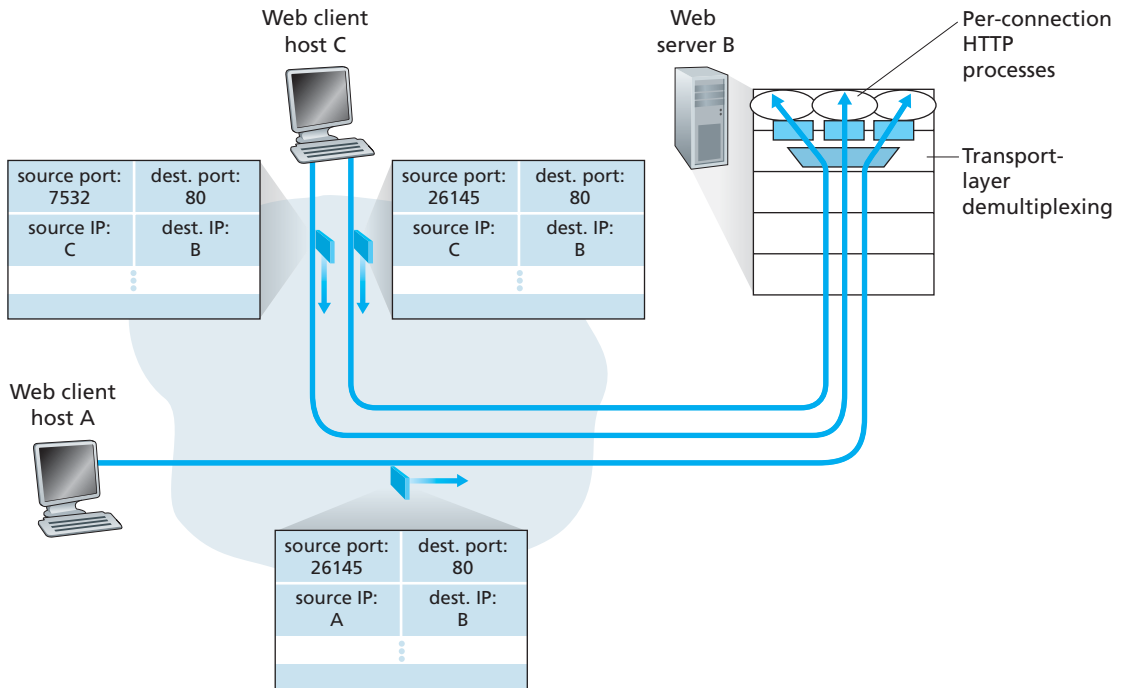 Web client
host C
Web
server B
Per-connection
HTTP
processes
Transport-
layer
demultiplexing
source port:
7532
dest. port:
80
source IP:
C
dest. IP:
B
source port:
26145
dest. port:
80
source IP:
C
dest. IP:
B
Web client
host A
source port:
26145
dest. port:
80
source IP:
A
dest. IP:
B